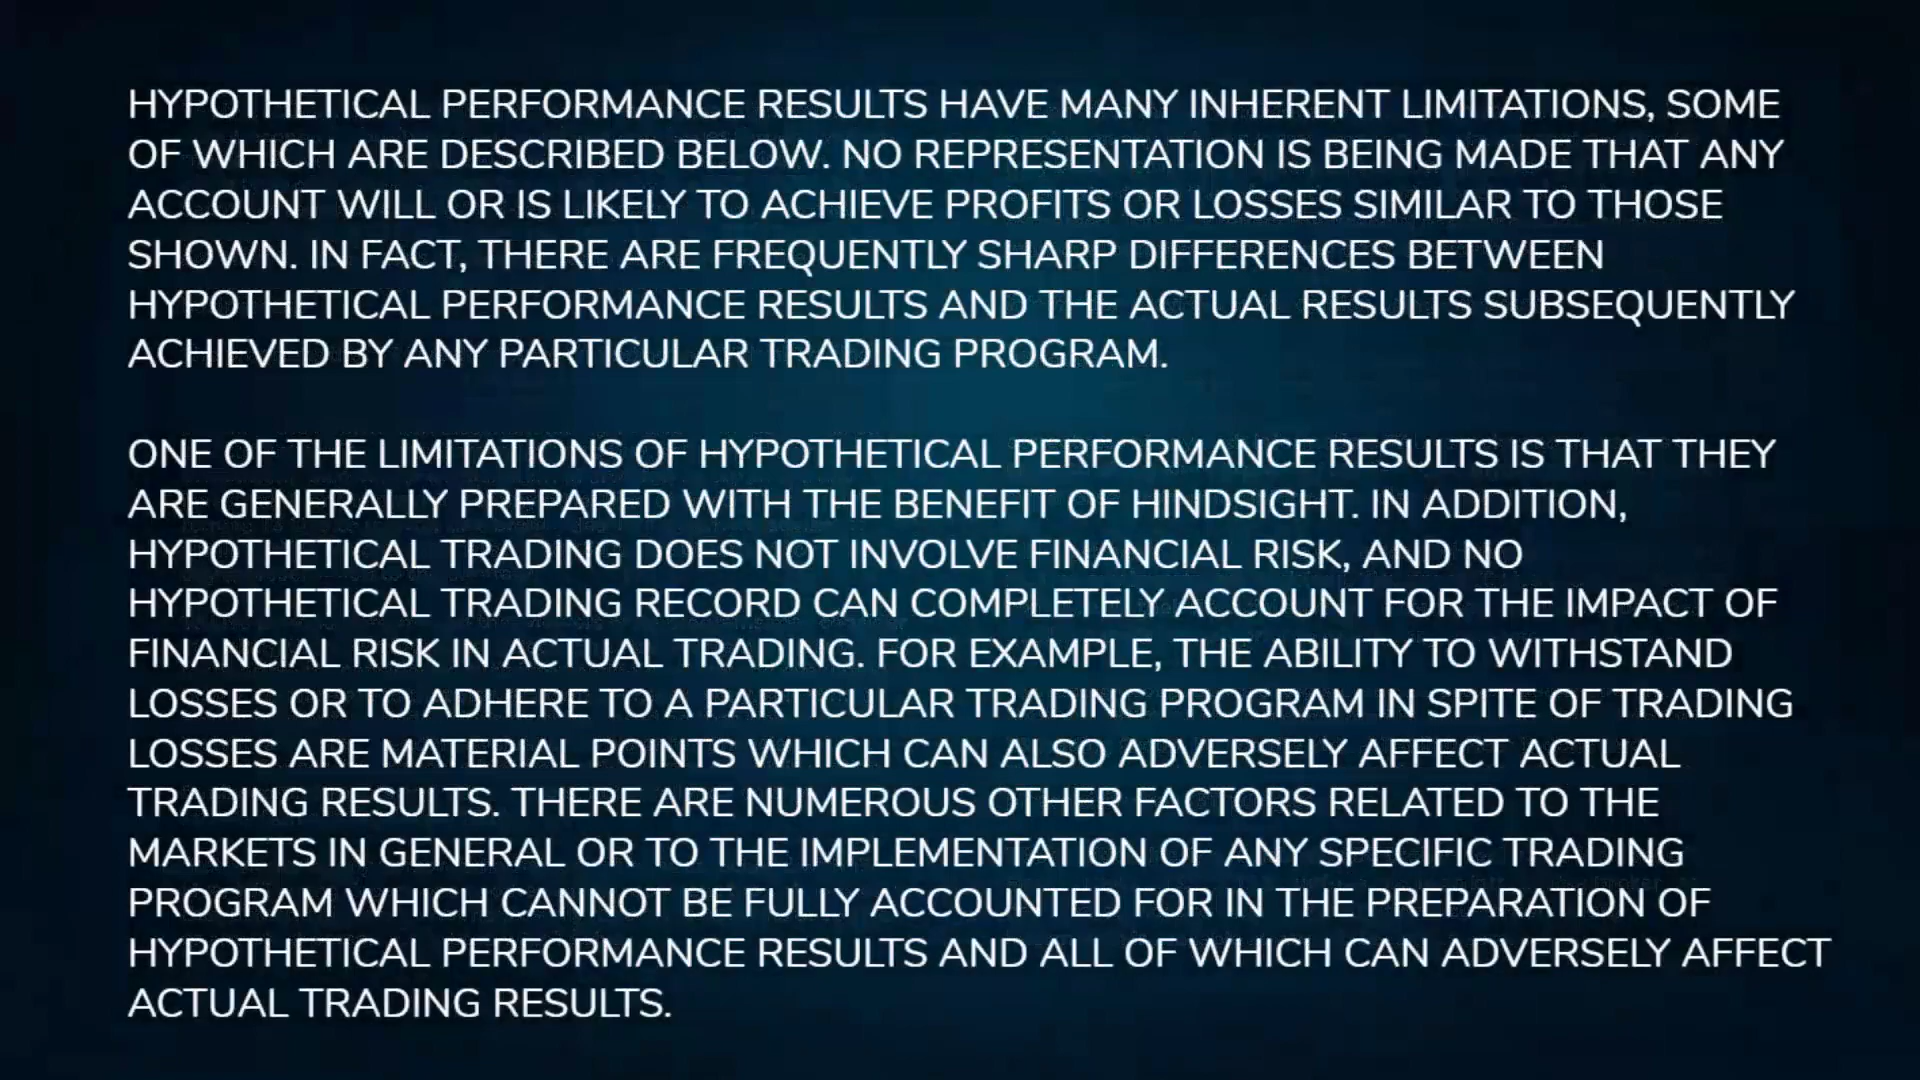 HYPOTHETICAL PERFORMANCE RESULTS HAVE MANY INHERENT LIMITATIONS, SOME
OF WHICH ARE DESCRIBED BELOW. NO REPRESENTATION IS BEING MADE THAT ANY
ACCOUNT WILL OR IS LIKELY TO ACHIEVE PROFITS OR LOSSES SIMILAR TO THOSE
SHOWN. IN FACT, THERE ARE FREQUENTLY SHARP DIFFERENCES BETWEEN
HYPOTHETICAL PERFORMANCE RESULTS AND THE ACTUAL RESULTS SUBSEQUENTLY
ACHIEVED BY ANY PARTICULAR TRADING PROGRAM.
ONE OF THE LIMITATIONS OF HYPOTHETICAL PERFORMANCE RESULTS IS THAT THEY
ARE GENERALLY PREPARED WITH THE BENEFIT OF HINDSIGHT. IN ADDITION,
HYPOTHETICAL TRADING DOES NOT INVOLVE FINANCIAL RISK, AND NO
HYPOTHETICAL TRADING RECORD CAN COMPLETELY ACCOUNT FOR THE IMPACT OF
FINANCIAL RISK IN ACTUAL TRADING. FOR EXAMPLE, THE ABILITY TO WITHSTAND
LOSSES OR TO ADHERE TO A PARTICULAR TRADING PROGRAM IN SPITE OF TRADING
LOSSES ARE MATERIAL POINTS WHICH CAN ALSO ADVERSELY AFFECT ACTUAL
TRADING RESULTS. THERE ARE NUMEROUS OTHER FACTORS RELATED TO THE
MARKETS IN GENERAL OR TO THE IMPLEMENTATION OF ANY SPECIFIC TRADING
PROGRAM WHICH CANNOT BE FULLY ACCOUNTED FOR IN THE PREPARATION OF
HYPOTHETICAL PERFORMANCE RESULTS AND ALL OF WHICH CAN ADVERSELY AFFECT
ACTUAL TRADING RESULTS.